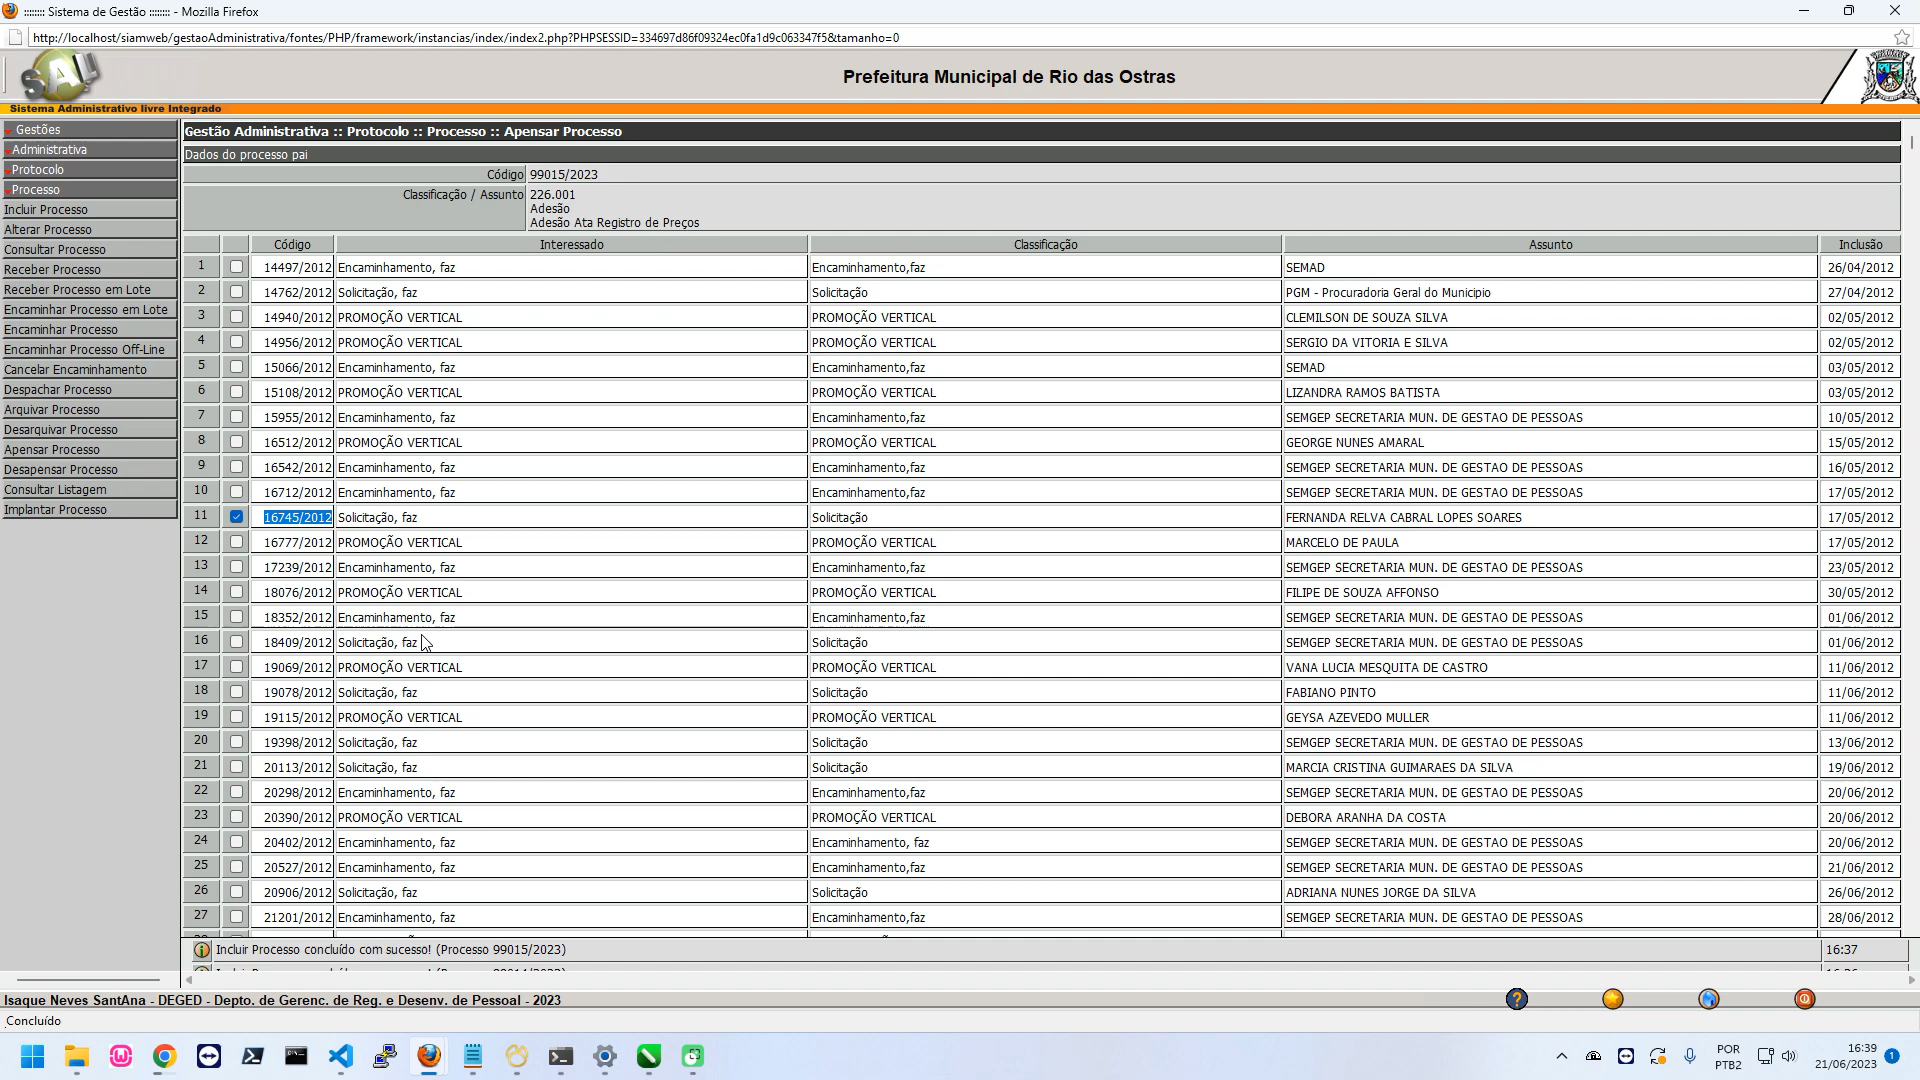 :::::::: Sistema de Gestão :::::::: - Mozilla Firefox
http://localhost/siamweb/gestaoAdministrativa/fontes/PHP/framework/instancias/index/index2.php?PHPSESSID=334697d86f09324ec0fa1d9c063347f5&tamanho=0
SAL
Prefeitura Municipal de Rio das Ostras
Sistema Administrativo livre Integrado
Gestões
Administrativa
Protocolo
Processo
Incluir Processo
Alterar Processo
Consultar Processo
Receber Processo
Receber Processo em Lote
Encaminhar Processo em Lote
Encaminhar Processo
Encaminhar Processo Off-Line
Cancelar Encaminhamento
Despachar Processo
Arquivar Processo
Desarquivar Processo
Apensar Processo
Desapensar Processo
Consultar Listagem
Implantar Processo
Gestão Administrativa :: Protocolo :: Processo :: Apensar Processo
Dados do processo pai
Código 99015/2023
Classificação / Assunto 226.001
Adesão
Adesão Ata Registro de Preços
Código Interessado Classificação Assunto Inclusão
1 14497/2012 Encaminhamento, faz Encaminhamento,faz SEMAD 26/04/2012
2 14762/2012 Solicitação, faz Solicitação PGM - Procuradoria Geral do Municipio 27/04/2012
3 14940/2012 PROMOÇÃO VERTICAL PROMOÇÃO VERTICAL CLEMILSON DE SOUZA SILVA 02/05/2012
4 14956/2012 PROMOÇÃO VERTICAL PROMOÇÃO VERTICAL SERGIO DA VITORIA E SILVA 02/05/2012
5 15066/2012 Encaminhamento, faz Encaminhamento,faz SEMAD 03/05/2012
6 15108/2012 PROMOÇÃO VERTICAL PROMOÇÃO VERTICAL LIZANDRA RAMOS BATISTA 03/05/2012
7 15955/2012 Encaminhamento, faz Encaminhamento,faz SEMGEP SECRETARIA MUN. DE GESTAO DE PESSOAS 10/05/2012
8 16512/2012 PROMOÇÃO VERTICAL PROMOÇÃO VERTICAL GEORGE NUNES AMARAL 15/05/2012
9 16542/2012 Encaminhamento, faz Encaminhamento,faz SEMGEP SECRETARIA MUN. DE GESTAO DE PESSOAS 16/05/2012
10 16712/2012 Encaminhamento, faz Encaminhamento,faz SEMGEP SECRETARIA MUN. DE GESTAO DE PESSOAS 17/05/2012
11 16745/2012 Solicitação, faz Solicitação FERNANDA RELVA CABRAL LOPES SOARES 17/05/2012
12 16777/2012 PROMOÇÃO VERTICAL PROMOÇÃO VERTICAL MARCELO DE PAULA 17/05/2012
13 17239/2012 Encaminhamento, faz Encaminhamento,faz SEMGEP SECRETARIA MUN. DE GESTAO DE PESSOAS 23/05/2012
14 18076/2012 PROMOÇÃO VERTICAL PROMOÇÃO VERTICAL FILIPE DE SOUZA AFFONSO 30/05/2012
15 18352/2012 Encaminhamento, faz Encaminhamento,faz SEMGEP SECRETARIA MUN. DE GESTAO DE PESSOAS 01/06/2012
16 18409/2012 Solicitação, faz Solicitação SEMGEP SECRETARIA MUN. DE GESTAO DE PESSOAS 01/06/2012
17 19069/2012 PROMOÇÃO VERTICAL PROMOÇÃO VERTICAL VANA LUCIA MESQUITA DE CASTRO 11/06/2012
18 19078/2012 Solicitação, faz Solicitação FABIANO PINTO 11/06/2012
19 19115/2012 PROMOÇÃO VERTICAL PROMOÇÃO VERTICAL GEYSA AZEVEDO MULLER 11/06/2012
20 19398/2012 Solicitação, faz Solicitação SEMGEP SECRETARIA MUN. DE GESTAO DE PESSOAS 13/06/2012
21 20113/2012 Solicitação, faz Solicitação MARCIA CRISTINA GUIMARAES DA SILVA 19/06/2012
22 20298/2012 Encaminhamento, faz Encaminhamento,faz SEMGEP SECRETARIA MUN. DE GESTAO DE PESSOAS 20/06/2012
23 20390/2012 PROMOÇÃO VERTICAL PROMOÇÃO VERTICAL DEBORA ARANHA DA COSTA 20/06/2012
24 20402/2012 Encaminhamento, faz Encaminhamento, faz SEMGEP SECRETARIA MUN. DE GESTAO DE PESSOAS 20/06/2012
25 20527/2012 Encaminhamento, faz Encaminhamento,faz SEMGEP SECRETARIA MUN. DE GESTAO DE PESSOAS 21/06/2012
26 20906/2012 Solicitação, faz Solicitação ADRIANA NUNES JORGE DA SILVA 26/06/2012
27 21201/2012 Encaminhamento, faz Encaminhamento,faz SEMGEP SECRETARIA MUN. DE GESTAO DE PESSOAS 28/06/2012
Incluir Processo concluído com sucesso! (Processo 99015/2023) 16:37
Isaque Neves SantAna - DEGED - Depto. de Gerenc. de Reg. e Desenv. de Pessoal - 2023
Concluído
POR
PTB2
16:39
21/06/2023
1